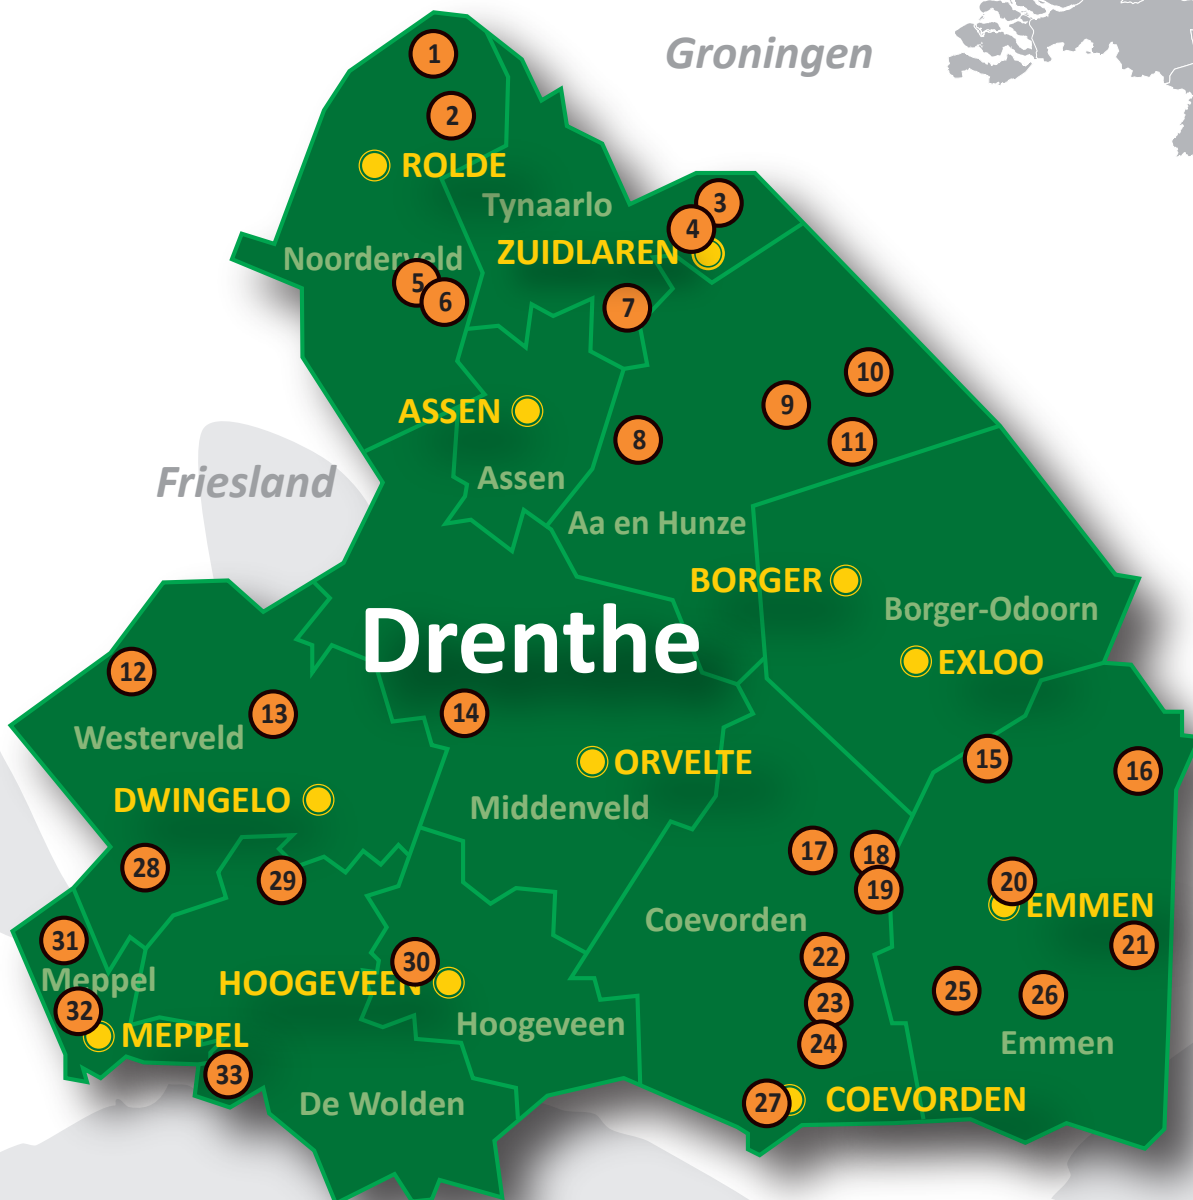 Groningen
1
2
ROLDE
3
Tynaarlo
4
ZUIDLAREN
Noorderveld
5
6
7
10
9
ASSEN
8
11
Friesland
Assen
Aa en Hunze
BORGER
Borger-Odoorn
Drenthe
EXLOO
12
13
14
Westerveld
ORVELTE
15
16
DWINGELO
Middenveld
17
18
28
29
19
20
EMMEN
Coevorden
31
21
22
30
Meppel
HOOGEVEEN
25
26
23
32
Hoogeveen
MEPPEL
24
Emmen
33
De Wolden
27
COEVORDEN